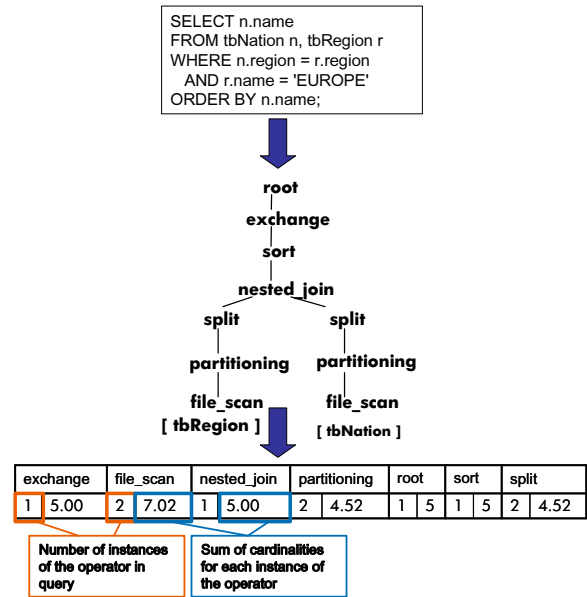 SELECT n.name
FROM tbNation n, tbRegion r
WHERE n.region = r.region
AND r.name = 'EUROPE'
ORDER BY n.name;
root
exchange
sort
nested_join
split split
partitioning partitioning
file_scan file_scan
[ tbRegion ] [ tbNation ]
exchange file_scan nested_join partitioning root sort split
1 5.00 2 7.02 1 5.00 2 4.52 1 5 1 5 2 4.52
Number of instances
of the operator in
query
Sum of cardinalities
for each instance of
the operator